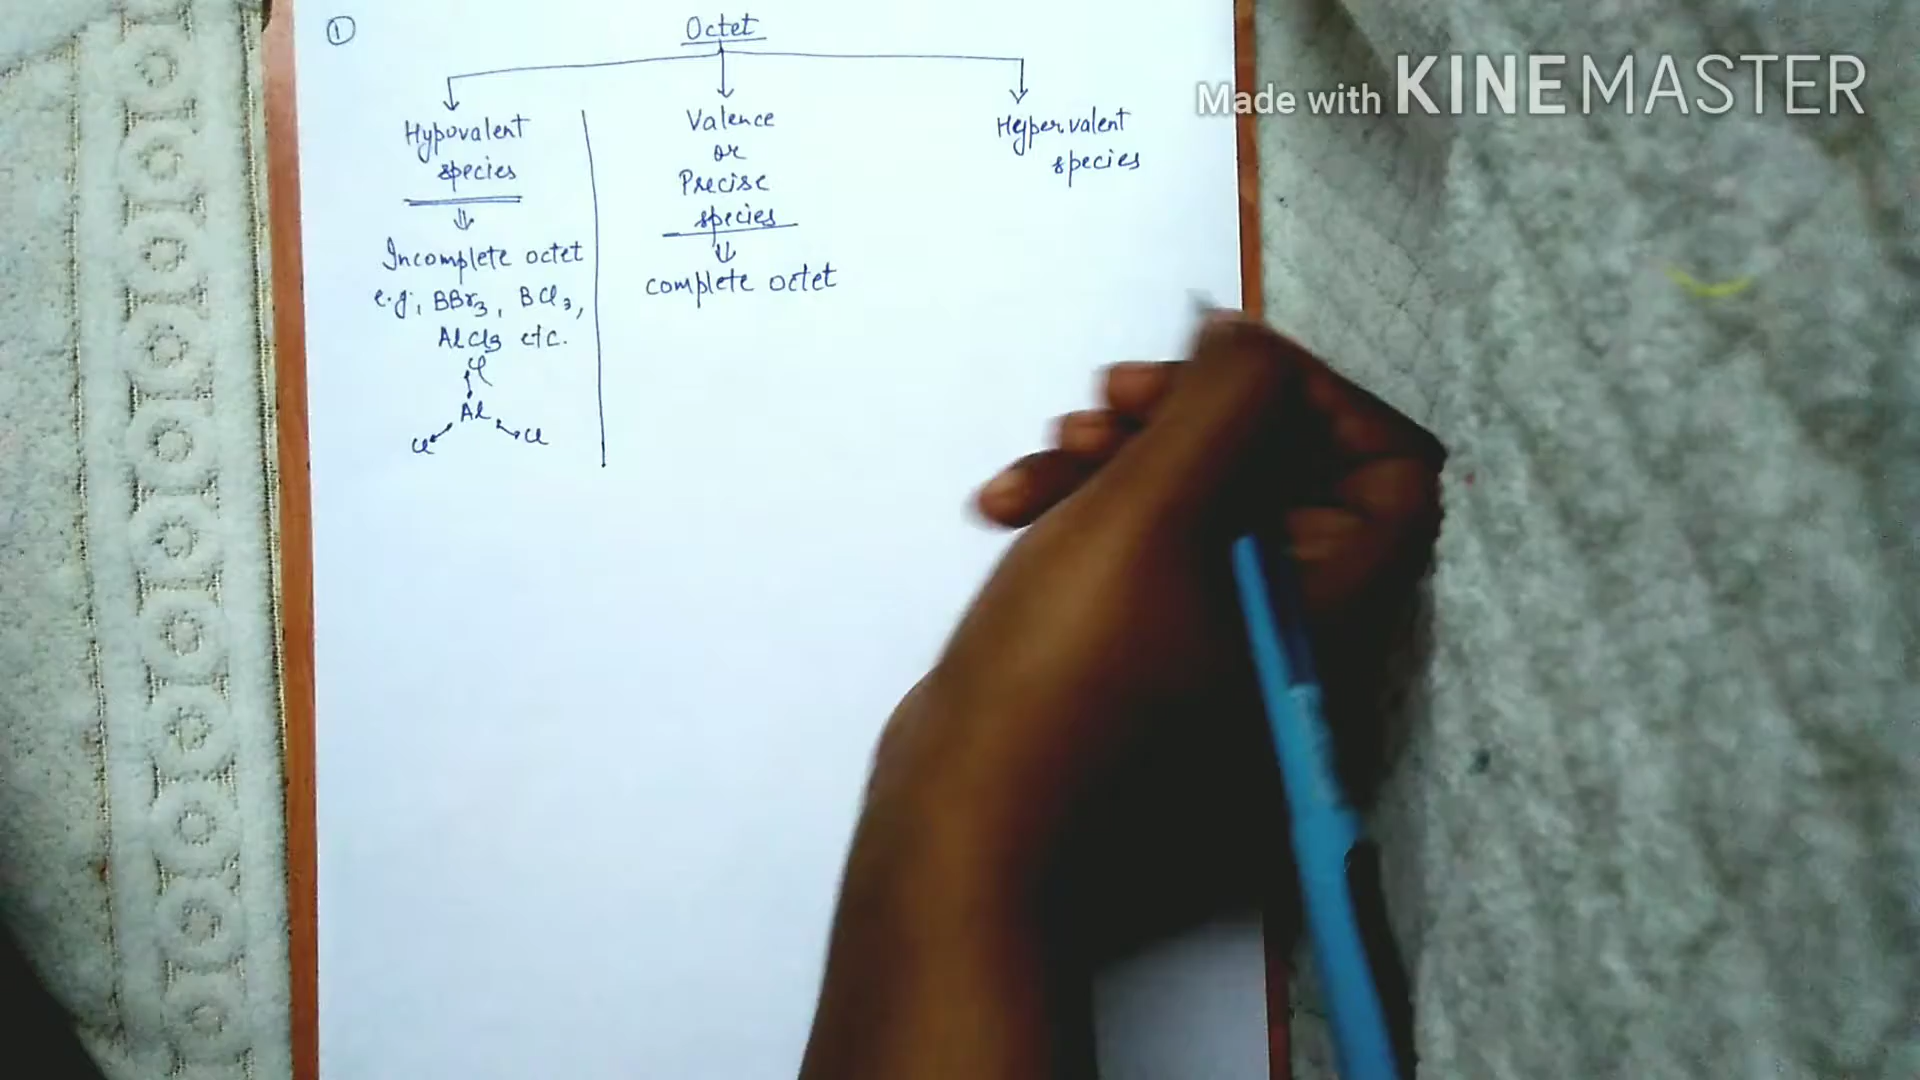 ①
Octet
Hypovalent
species
⇓
Incomplete octet
e.g., BBr3, BCl3,
AlCl3 etc.
Cl
Al
Cl Cl
Valence
or
Precise
species
⇓
complete octet
Hypervalent
species
Made with KINEMASTER